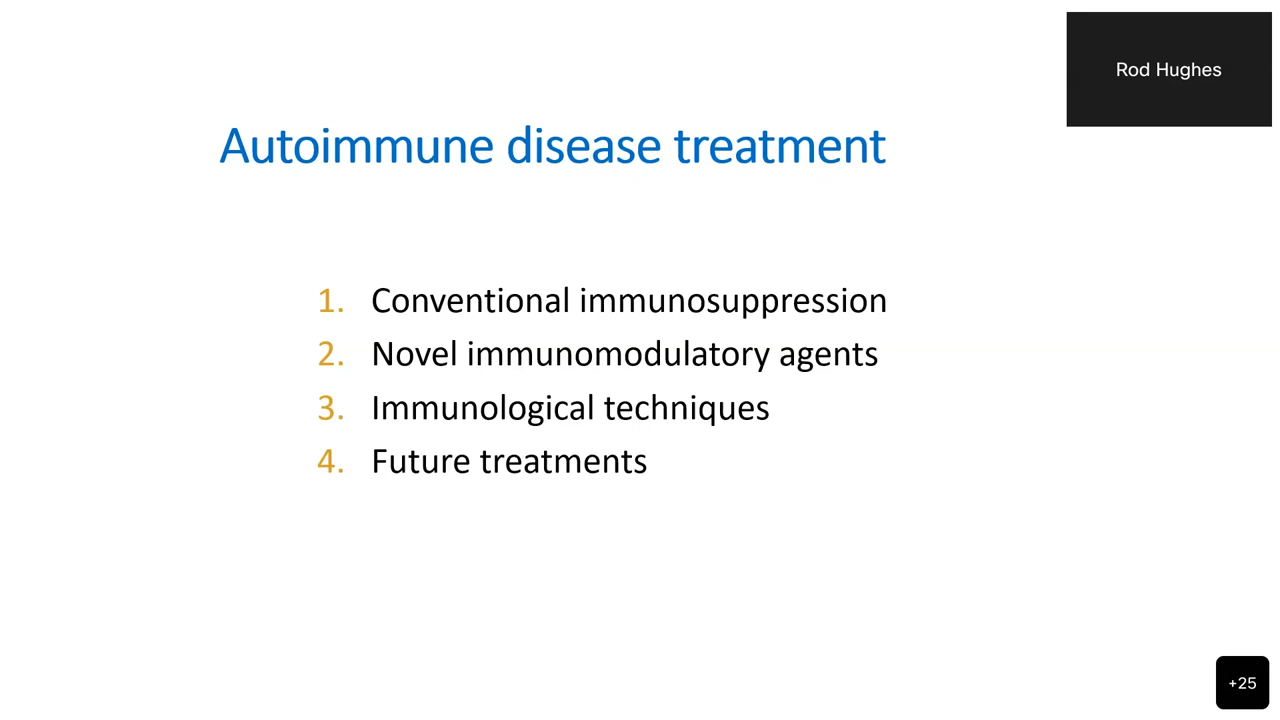 Rod Hughes
Autoimmune disease treatment
1. Conventional immunosuppression
2. Novel immunomodulatory agents
3. Immunological techniques
4. Future treatments
+25